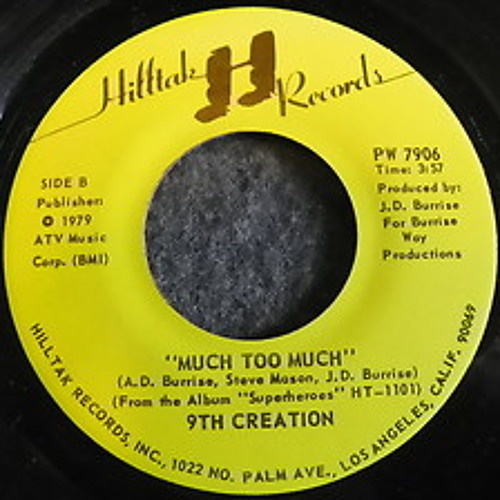 Hilltak Records
SIDE B
Publisher:
© 1979
ATV Music
Corp. (BMI)
PW 7906
Time: 3:57
Produced by:
J.D. Burrise
For Burrise
Way
Productions
"MUCH TOO MUCH"
(A.D. Burrise, Steve Mason, J.D. Burrise)
(From the Album "Superheroes" HT-1101)
9TH CREATION
HILLTAK RECORDS, INC., 1022 NO. PALM AVE., LOS ANGELES, CALIF. 90069